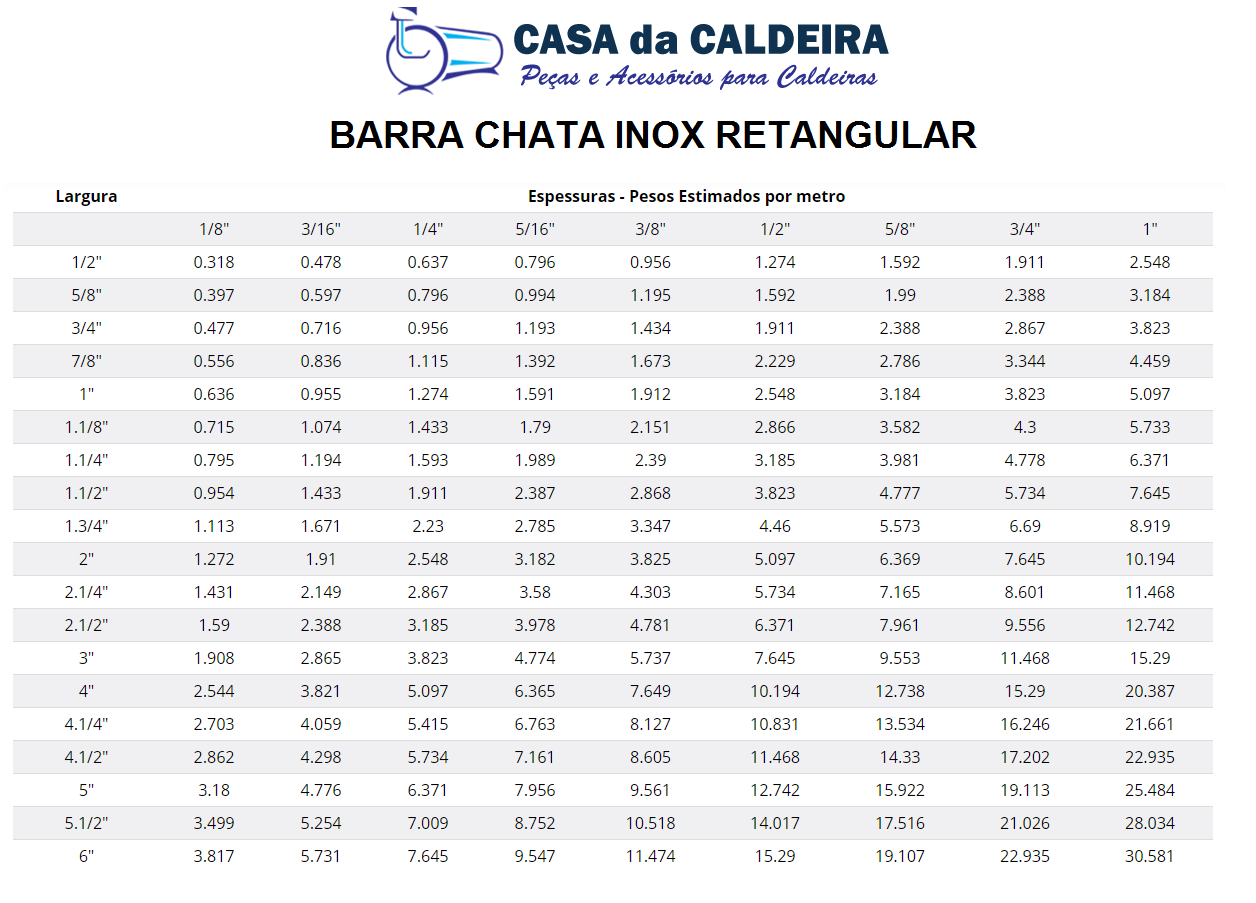 CASA da CALDEIRA
Peças e Acessórios para Caldeiras
BARRA CHATA INOX RETANGULAR
Largura Espessuras - Pesos Estimados por metro
1/8" 3/16" 1/4" 5/16" 3/8" 1/2" 5/8" 3/4" 1"
1/2" 0.318 0.478 0.637 0.796 0.956 1.274 1.592 1.911 2.548
5/8" 0.397 0.597 0.796 0.994 1.195 1.592 1.99 2.388 3.184
3/4" 0.477 0.716 0.956 1.193 1.434 1.911 2.388 2.867 3.823
7/8" 0.556 0.836 1.115 1.392 1.673 2.229 2.786 3.344 4.459
1" 0.636 0.955 1.274 1.591 1.912 2.548 3.184 3.823 5.097
1.1/8" 0.715 1.074 1.433 1.79 2.151 2.866 3.582 4.3 5.733
1.1/4" 0.795 1.194 1.593 1.989 2.39 3.185 3.981 4.778 6.371
1.1/2" 0.954 1.433 1.911 2.387 2.868 3.823 4.777 5.734 7.645
1.3/4" 1.113 1.671 2.23 2.785 3.347 4.46 5.573 6.69 8.919
2" 1.272 1.91 2.548 3.182 3.825 5.097 6.369 7.645 10.194
2.1/4" 1.431 2.149 2.867 3.58 4.303 5.734 7.165 8.601 11.468
2.1/2" 1.59 2.388 3.185 3.978 4.781 6.371 7.961 9.556 12.742
3" 1.908 2.865 3.823 4.774 5.737 7.645 9.553 11.468 15.29
4" 2.544 3.821 5.097 6.365 7.649 10.194 12.738 15.29 20.387
4.1/4" 2.703 4.059 5.415 6.763 8.127 10.831 13.534 16.246 21.661
4.1/2" 2.862 4.298 5.734 7.161 8.605 11.468 14.33 17.202 22.935
5" 3.18 4.776 6.371 7.956 9.561 12.742 15.922 19.113 25.484
5.1/2" 3.499 5.254 7.009 8.752 10.518 14.017 17.516 21.026 28.034
6" 3.817 5.731 7.645 9.547 11.474 15.29 19.107 22.935 30.581